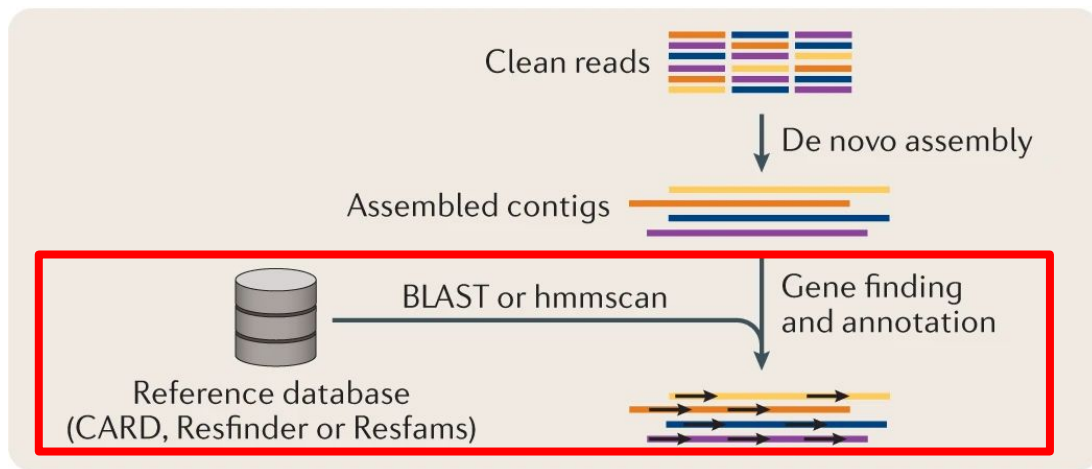 Clean reads
De novo assembly
Assembled contigs
BLAST or hmmscan
Gene finding
and annotation
Reference database
(CARD, Resfinder or Resfams)